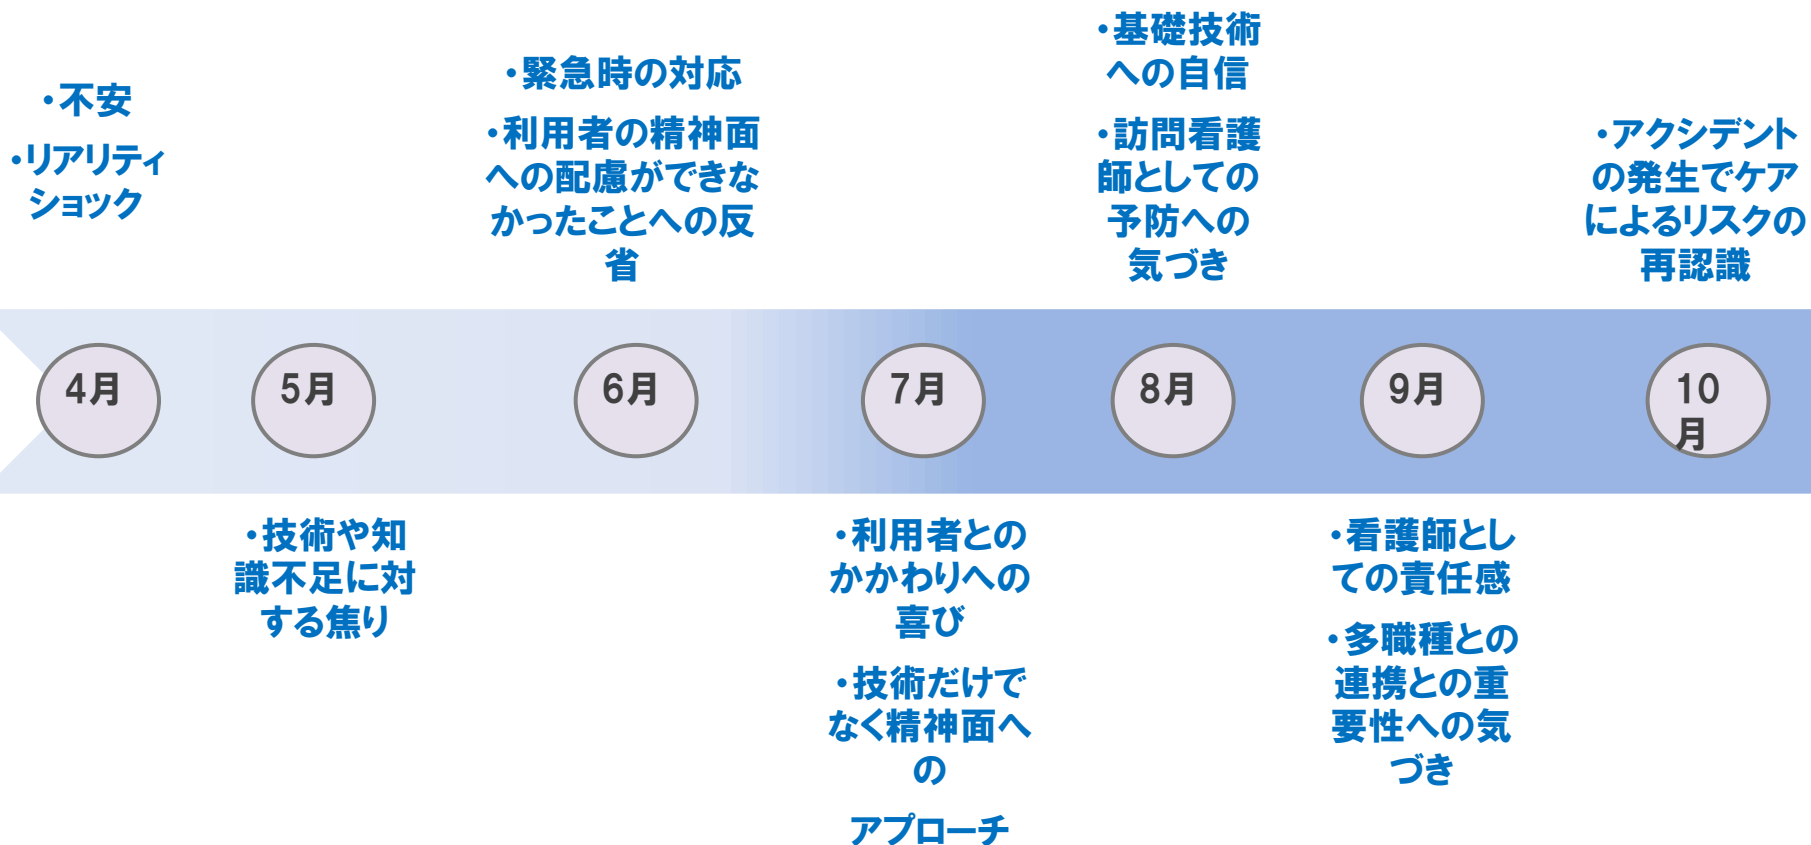 ・不安
・リアリティ
ショック
・緊急時の対応
・利用者の精神面
への配慮ができな
かったことへの反
省
・基礎技術
への自信
・訪問看護
師としての
予防への
気づき
・アクシデント
の発生でケア
によるリスクの
再認識
4月
5月
6月
7月
8月
9月
10
月
・技術や知
識不足に対
する焦り
・利用者との
かかわりへの
喜び
・技術だけで
なく精神面へ
の
アプローチ
・看護師とし
ての責任感
・多職種との
連携との重
要性への気
づき